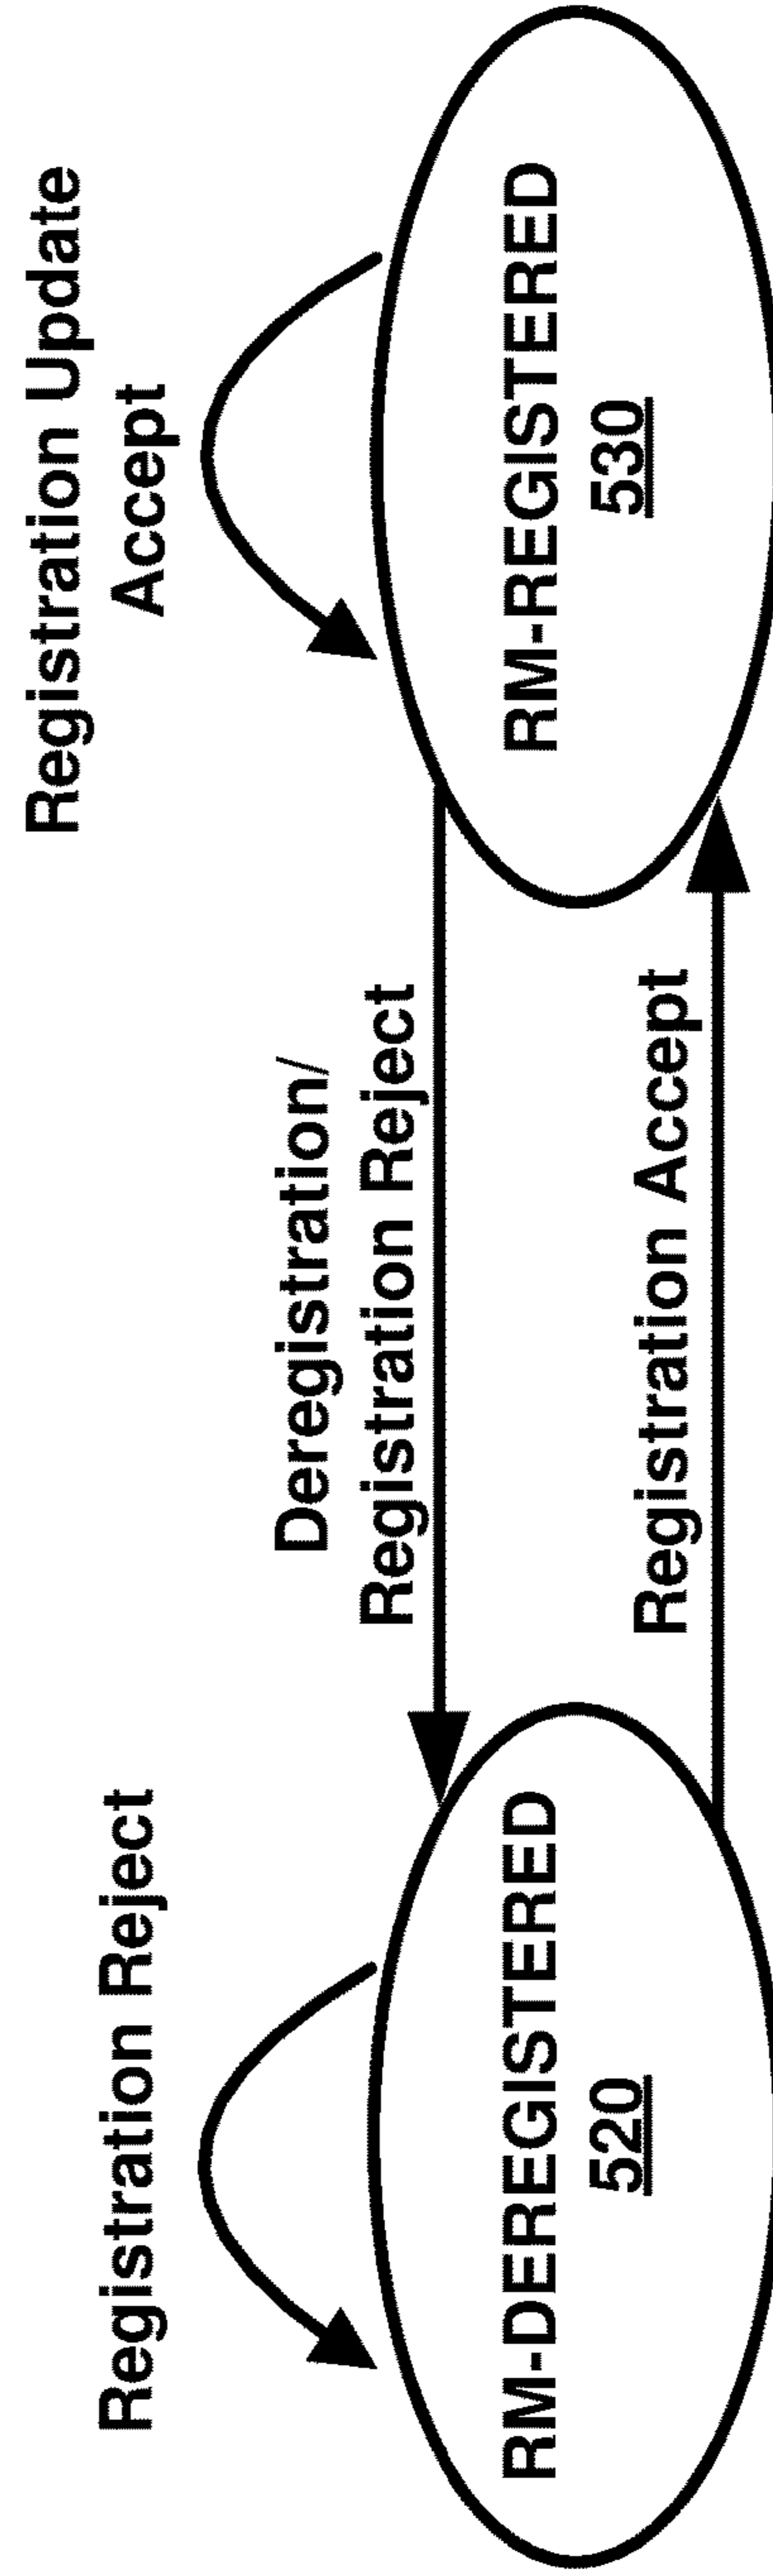 Registration Reject
RM-DEREGISTERED
520
Deregistration/
Registration Reject
Registration Accept
Registration Update
Accept
RM-REGISTERED
530